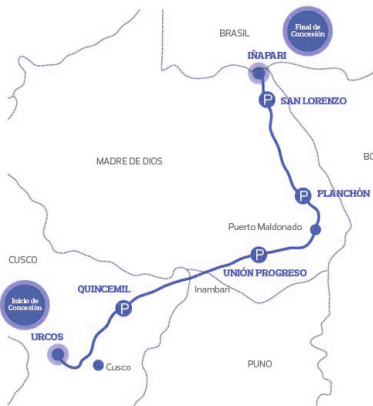 BRASIL
Final de
Concesión
IÑAPARI
P
SAN LORENZO
MADRE DE DIOS
BO
P
PLANCHÓN
Puerto Maldonado
CUSCO
P
UNIÓN PROGRESO
QUINCEMIL
Inambari
Inicio de
Concesión
P
URCOS
Cusco
PUNO